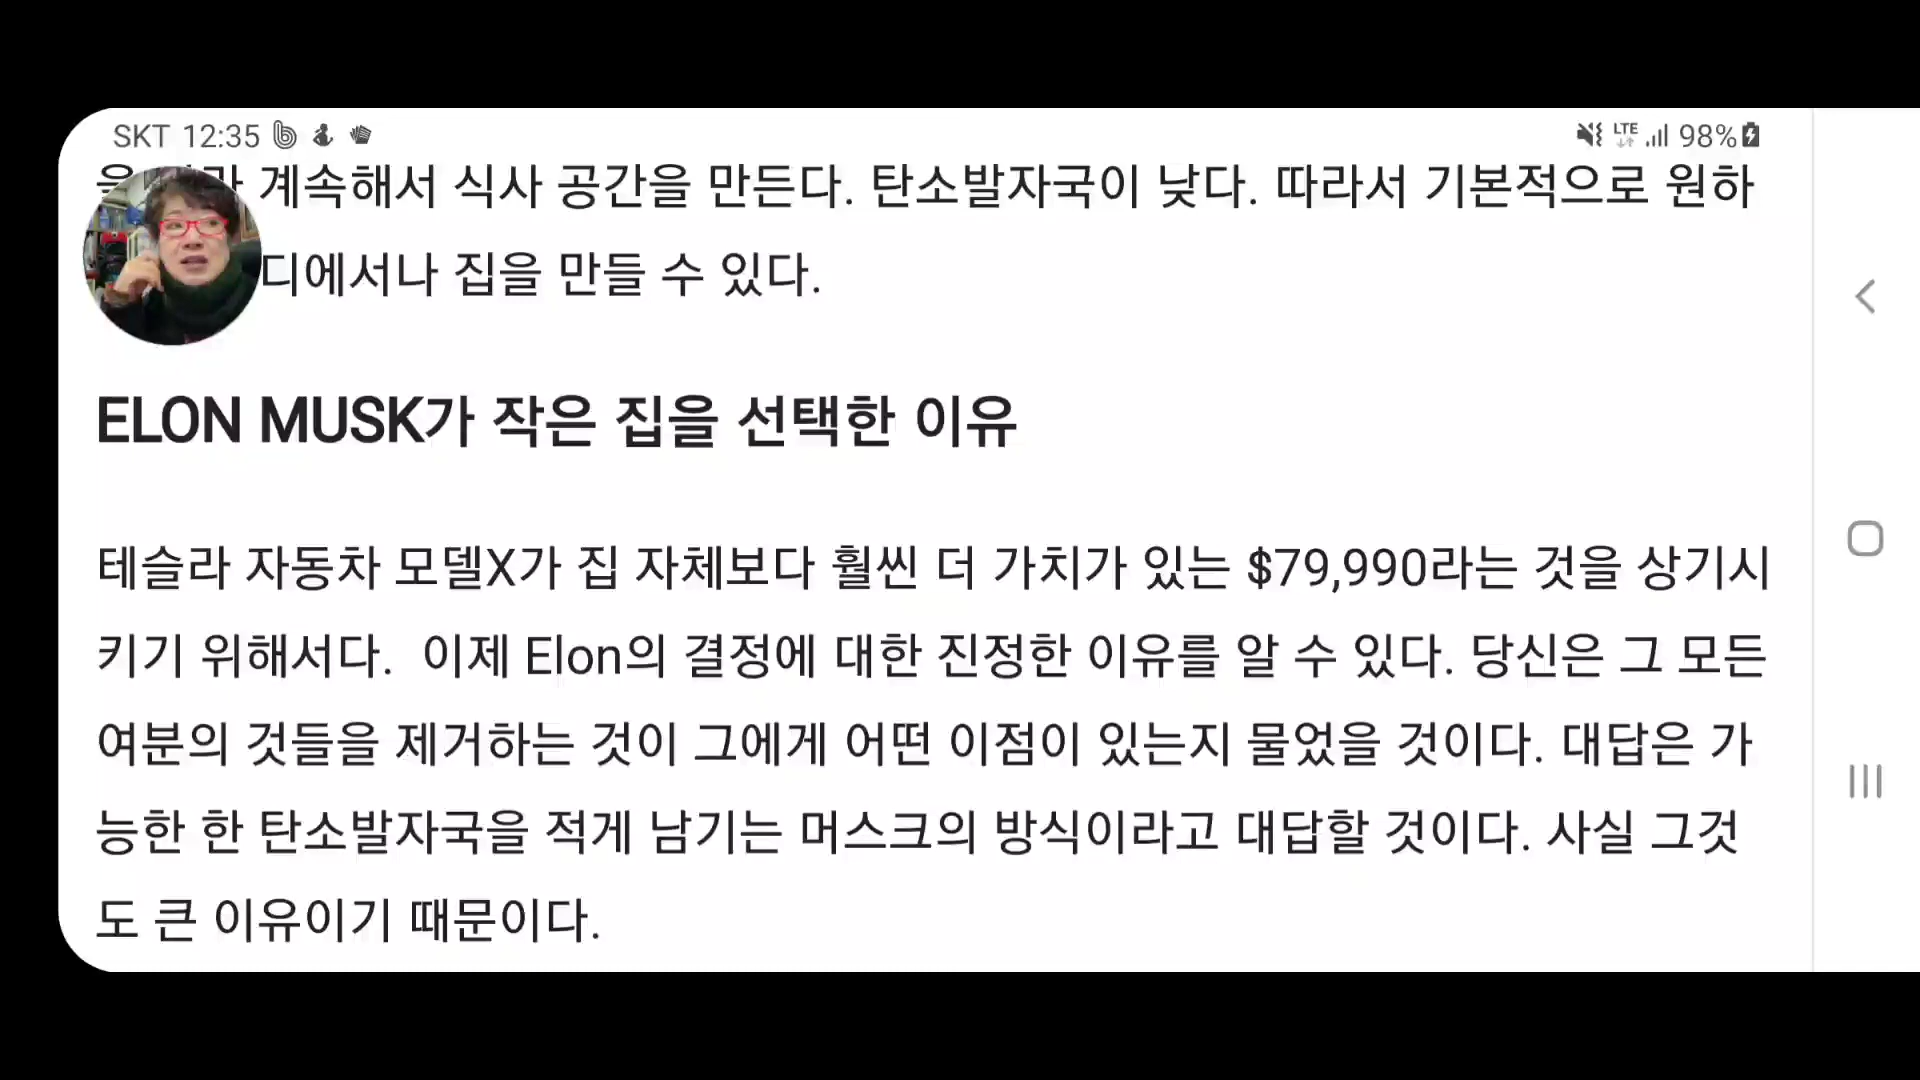 SKT 12:35 LTE 98%
계속해서 식사 공간을 만든다. 탄소발자국이 낮다. 따라서 기본적으로 원하
디에서나 집을 만들 수 있다.
ELON MUSK가 작은 집을 선택한 이유
테슬라 자동차 모델X가 집 자체보다 훨씬 더 가치가 있는 $79,990라는 것을 상기시
키기 위해서다. 이제 Elon의 결정에 대한 진정한 이유를 알 수 있다. 당신은 그 모든
여분의 것들을 제거하는 것이 그에게 어떤 이점이 있는지 물었을 것이다. 대답은 가
능한 한 탄소발자국을 적게 남기는 머스크의 방식이라고 대답할 것이다. 사실 그것
도 큰 이유이기 때문이다.